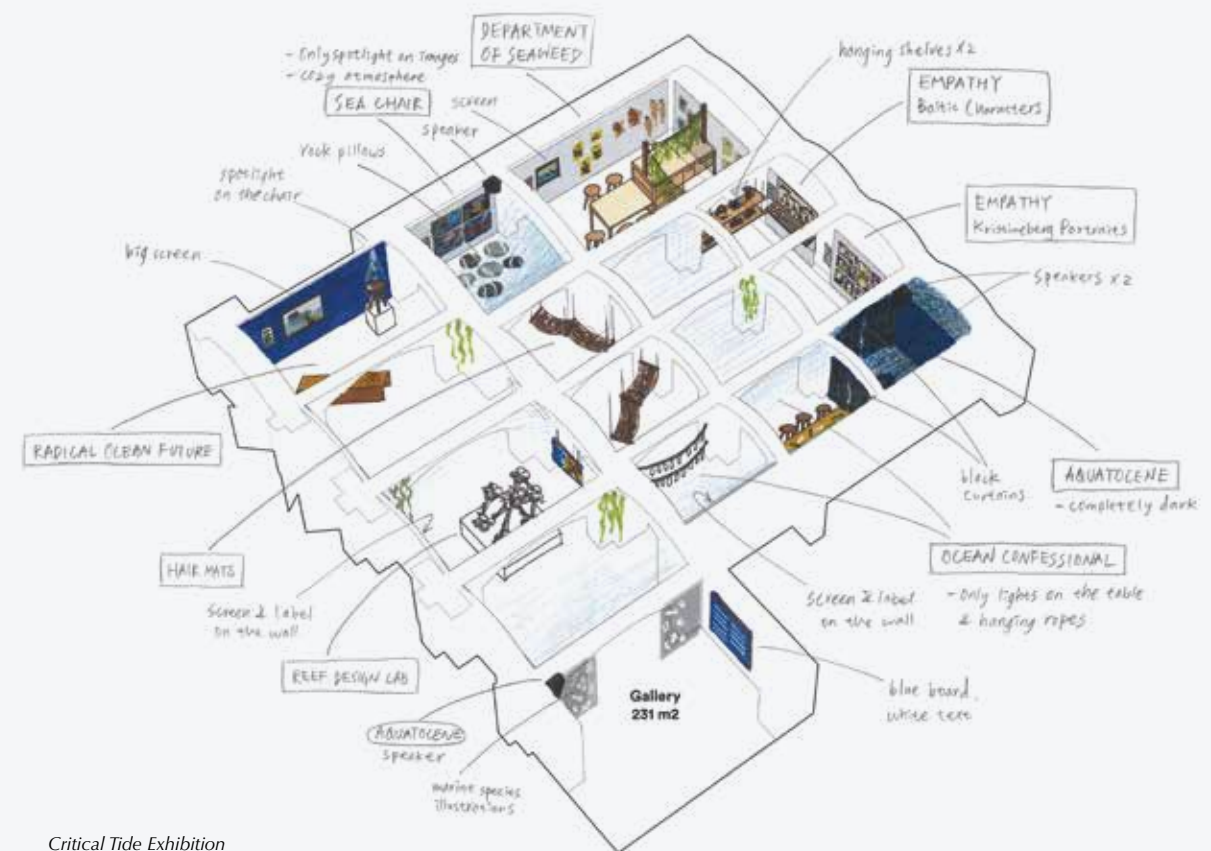 DEPARTMENT
OF SEAWEED
- Only spotlight on images
- cozy atmosphere
SEA CHAIR
screen
speaker
rock pillows
spotlight
on the chair
big screen
hanging shelves x2
EMPATHY
Baltic Characters
EMPATHY
Kristineberg Portraits
speakers x2
RADICAL OCEAN FUTURE
black
curtains
AQUATOCENE
- completely dark
HAIR MATS
OCEAN CONFESSIONAL
- Only lights on the table
& hanging ropes
screen & label
on the wall
screen & label
on the wall
REEF DESIGN LAB
blue board,
white text
Gallery
231 m2
AQUATOCENE
speaker
marine species
illustrations
Critical Tide Exhibition